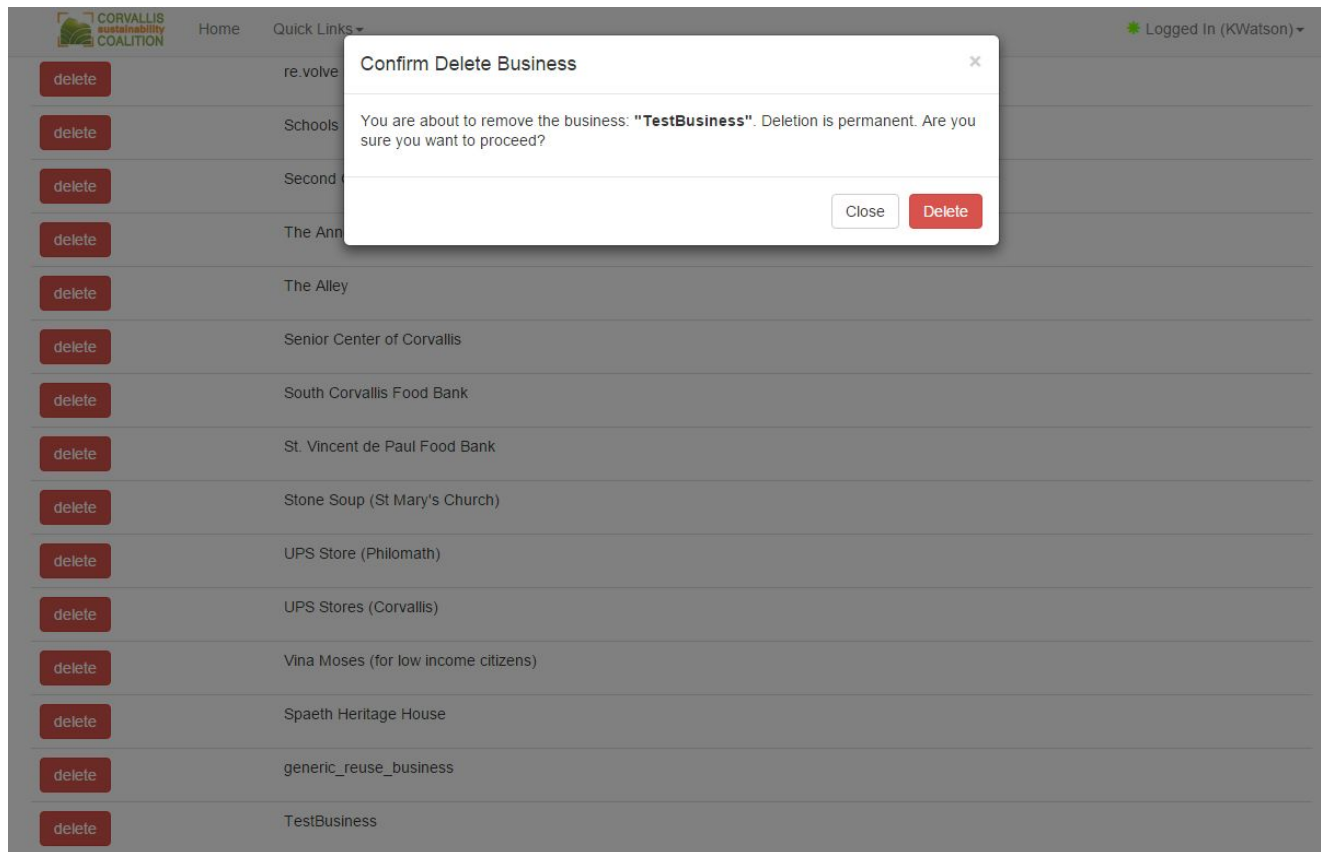 CORVALLIS
sustainability
COALITION
Home
Quick Links
Logged In (KWatson)
Confirm Delete Business
×
You are about to remove the business: "TestBusiness". Deletion is permanent. Are you
sure you want to proceed?
Close
Delete
delete
re.volve
delete
Schools
delete
Second
delete
The Ann
delete
The Alley
delete
Senior Center of Corvallis
delete
South Corvallis Food Bank
delete
St. Vincent de Paul Food Bank
delete
Stone Soup (St Mary's Church)
delete
UPS Store (Philomath)
delete
UPS Stores (Corvallis)
delete
Vina Moses (for low income citizens)
delete
Spaeth Heritage House
delete
generic_reuse_business
delete
TestBusiness